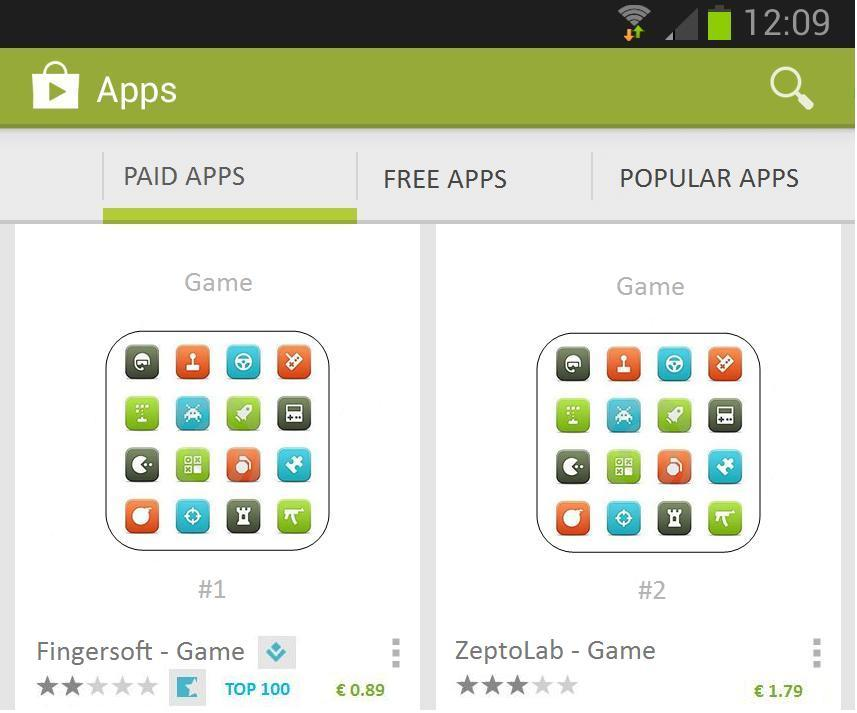 12:09
Apps
PAID APPS FREE APPS POPULAR APPS
Game
#1
Fingersoft - Game
TOP 100 € 0.89
Game
#2
ZeptoLab - Game
€ 1.79